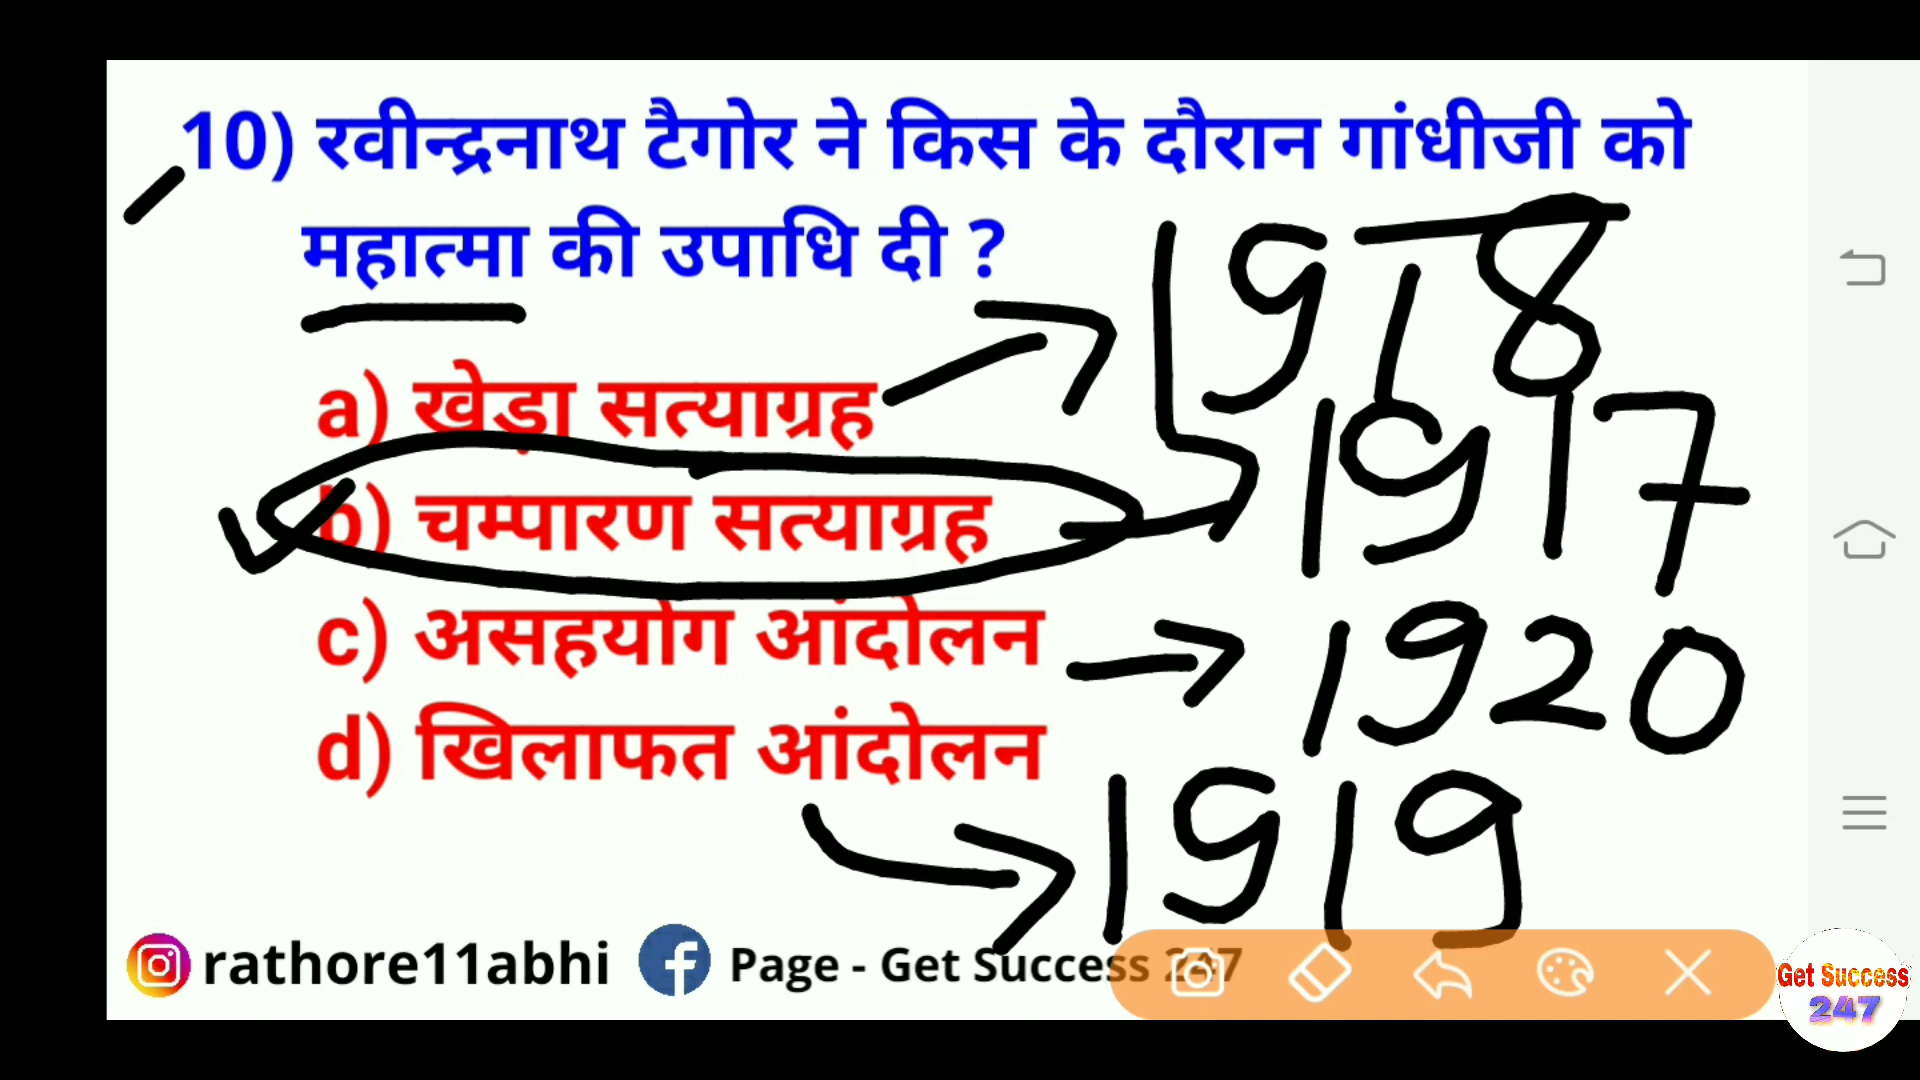 10) रवीन्द्रनाथ टैगोर ने किस के दौरान गांधीजी को
महात्मा की उपाधि दी ?
a) खेड़ा सत्याग्रह 1918
b) चम्पारण सत्याग्रह 1917
c) असहयोग आंदोलन 1920
d) खिलाफत आंदोलन
1919
rathore11abhi Page - Get Success 247
Get Success
247